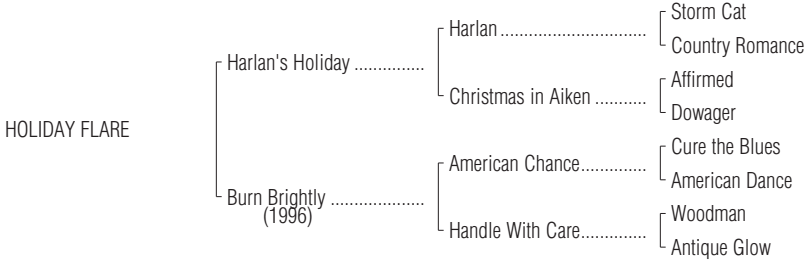 Storm Cat
Harlan..............................
Country Romance
Harlan's Holiday ...............
Affirmed
Christmas in Aiken ...........
Dowager
HOLIDAY FLARE
Cure the Blues
American Chance..............
American Dance
Burn Brightly ....................
(1996)
Woodman
Handle With Care..............
Antique Glow